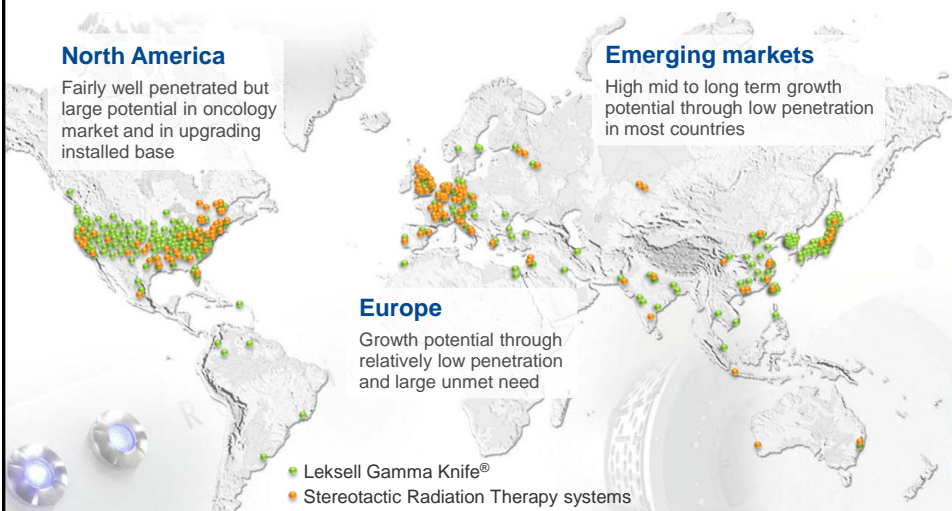 North America
Fairly well penetrated but
large potential in oncology
market and in upgrading
installed base
Emerging markets
High mid to long term growth
potential through low penetration
in most countries
Europe
Growth potential through
relatively low penetration
and large unmet need
Leksell Gamma Knife®
Stereotactic Radiation Therapy systems